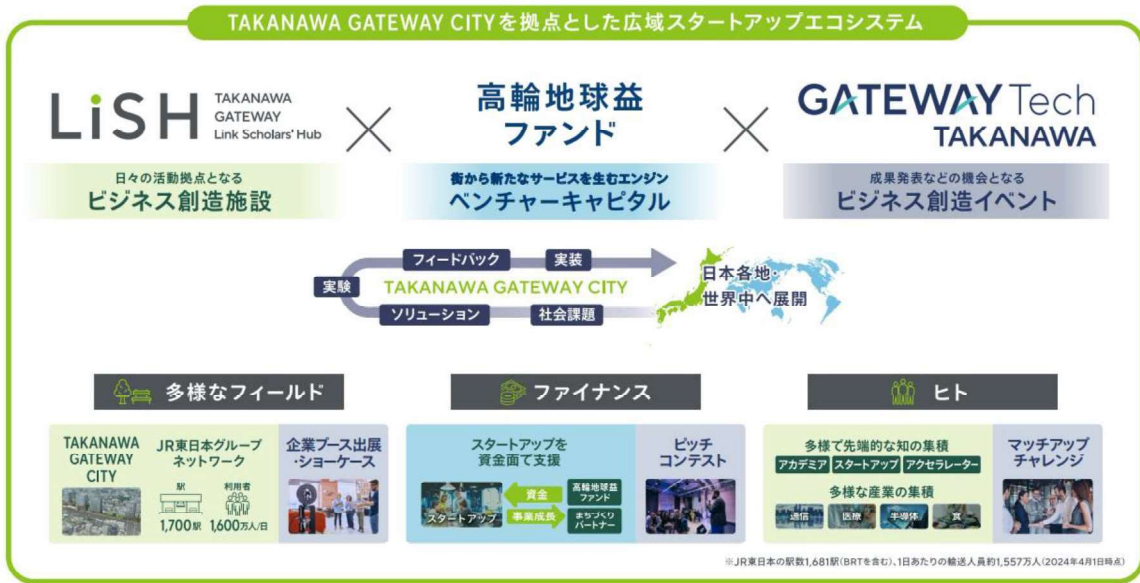 TAKANAWA GATEWAY CITYを拠点とした広域スタートアップエコシステム
LiSH
TAKANAWA
GATEWAY
Link Scholars' Hub
高輪地球益
ファンド
GATEWAY Tech
TAKANAWA
日々の活動拠点となる
ビジネス創造施設
街から新たなサービスを生むエンジン
ベンチャーキャピタル
成果発表などの機会となる
ビジネス創造イベント
フィードバック
実装
実験
TAKANAWA GATEWAY CITY
ソリューション
社会課題
日本各地・
世界中へ展開
多様なフィールド
TAKANAWA
GATEWAY
CITY
JR東日本グループ
ネットワーク
駅
1,700駅
利用者
1,600万人/日
企業ブース出展
・ショーケース
ファイナンス
スタートアップを
資金面で支援
スタートアップ
資金
事業成長
高輪地球益
ファンド
まちづくり
パートナー
ピッチ
コンテスト
ヒト
多様で先端的な知の集積
アカデミア
スタートアップ
アクセラレーター
多様な産業の集積
通信
医療
半導体
食
マッチアップ
チャレンジ
※JR東日本の駅数1,681駅(BRTを含む)、1日あたりの輸送人員約1,557万人(2024年4月1日時点)